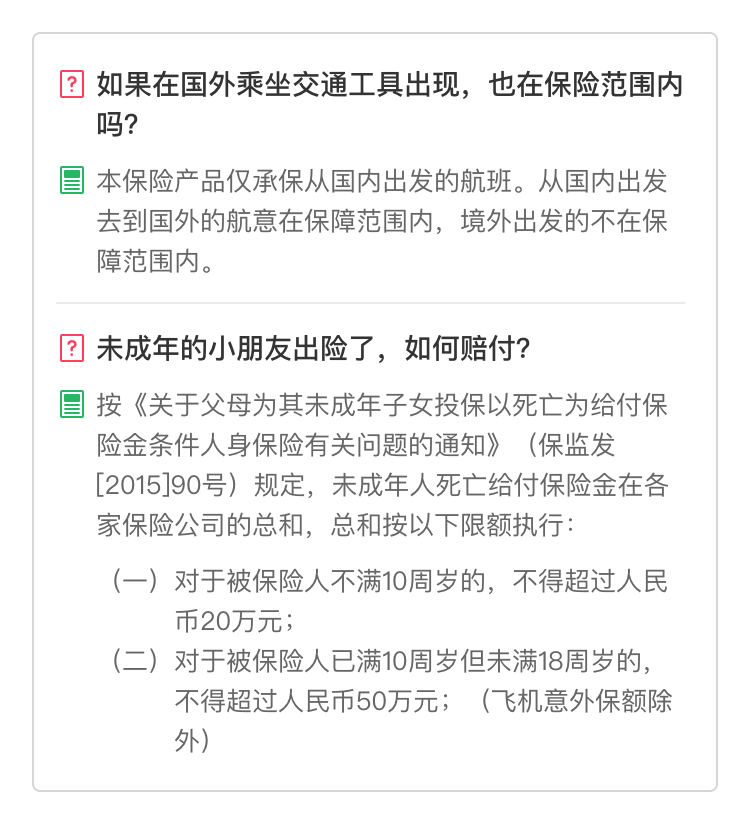 如果在国外乘坐交通工具出现，也在保险范围内
吗？
本保险产品仅承保从国内出发的航班。从国内出发
去到国外的航意在保障范围内，境外出发的不在保
障范围内。
未成年的小朋友出险了，如何赔付？
按《关于父母为其未成年子女投保以死亡为给付保
险金条件人身保险有关问题的通知》（保监发
[2015]90号）规定，未成年人死亡给付保险金在各
家保险公司的总和，总和按以下限额执行：
（一）对于被保险人不满10周岁的，不得超过人民
币20万元；
（二）对于被保险人已满10周岁但未满18周岁的，
不得超过人民币50万元；（飞机意外保额除
外）